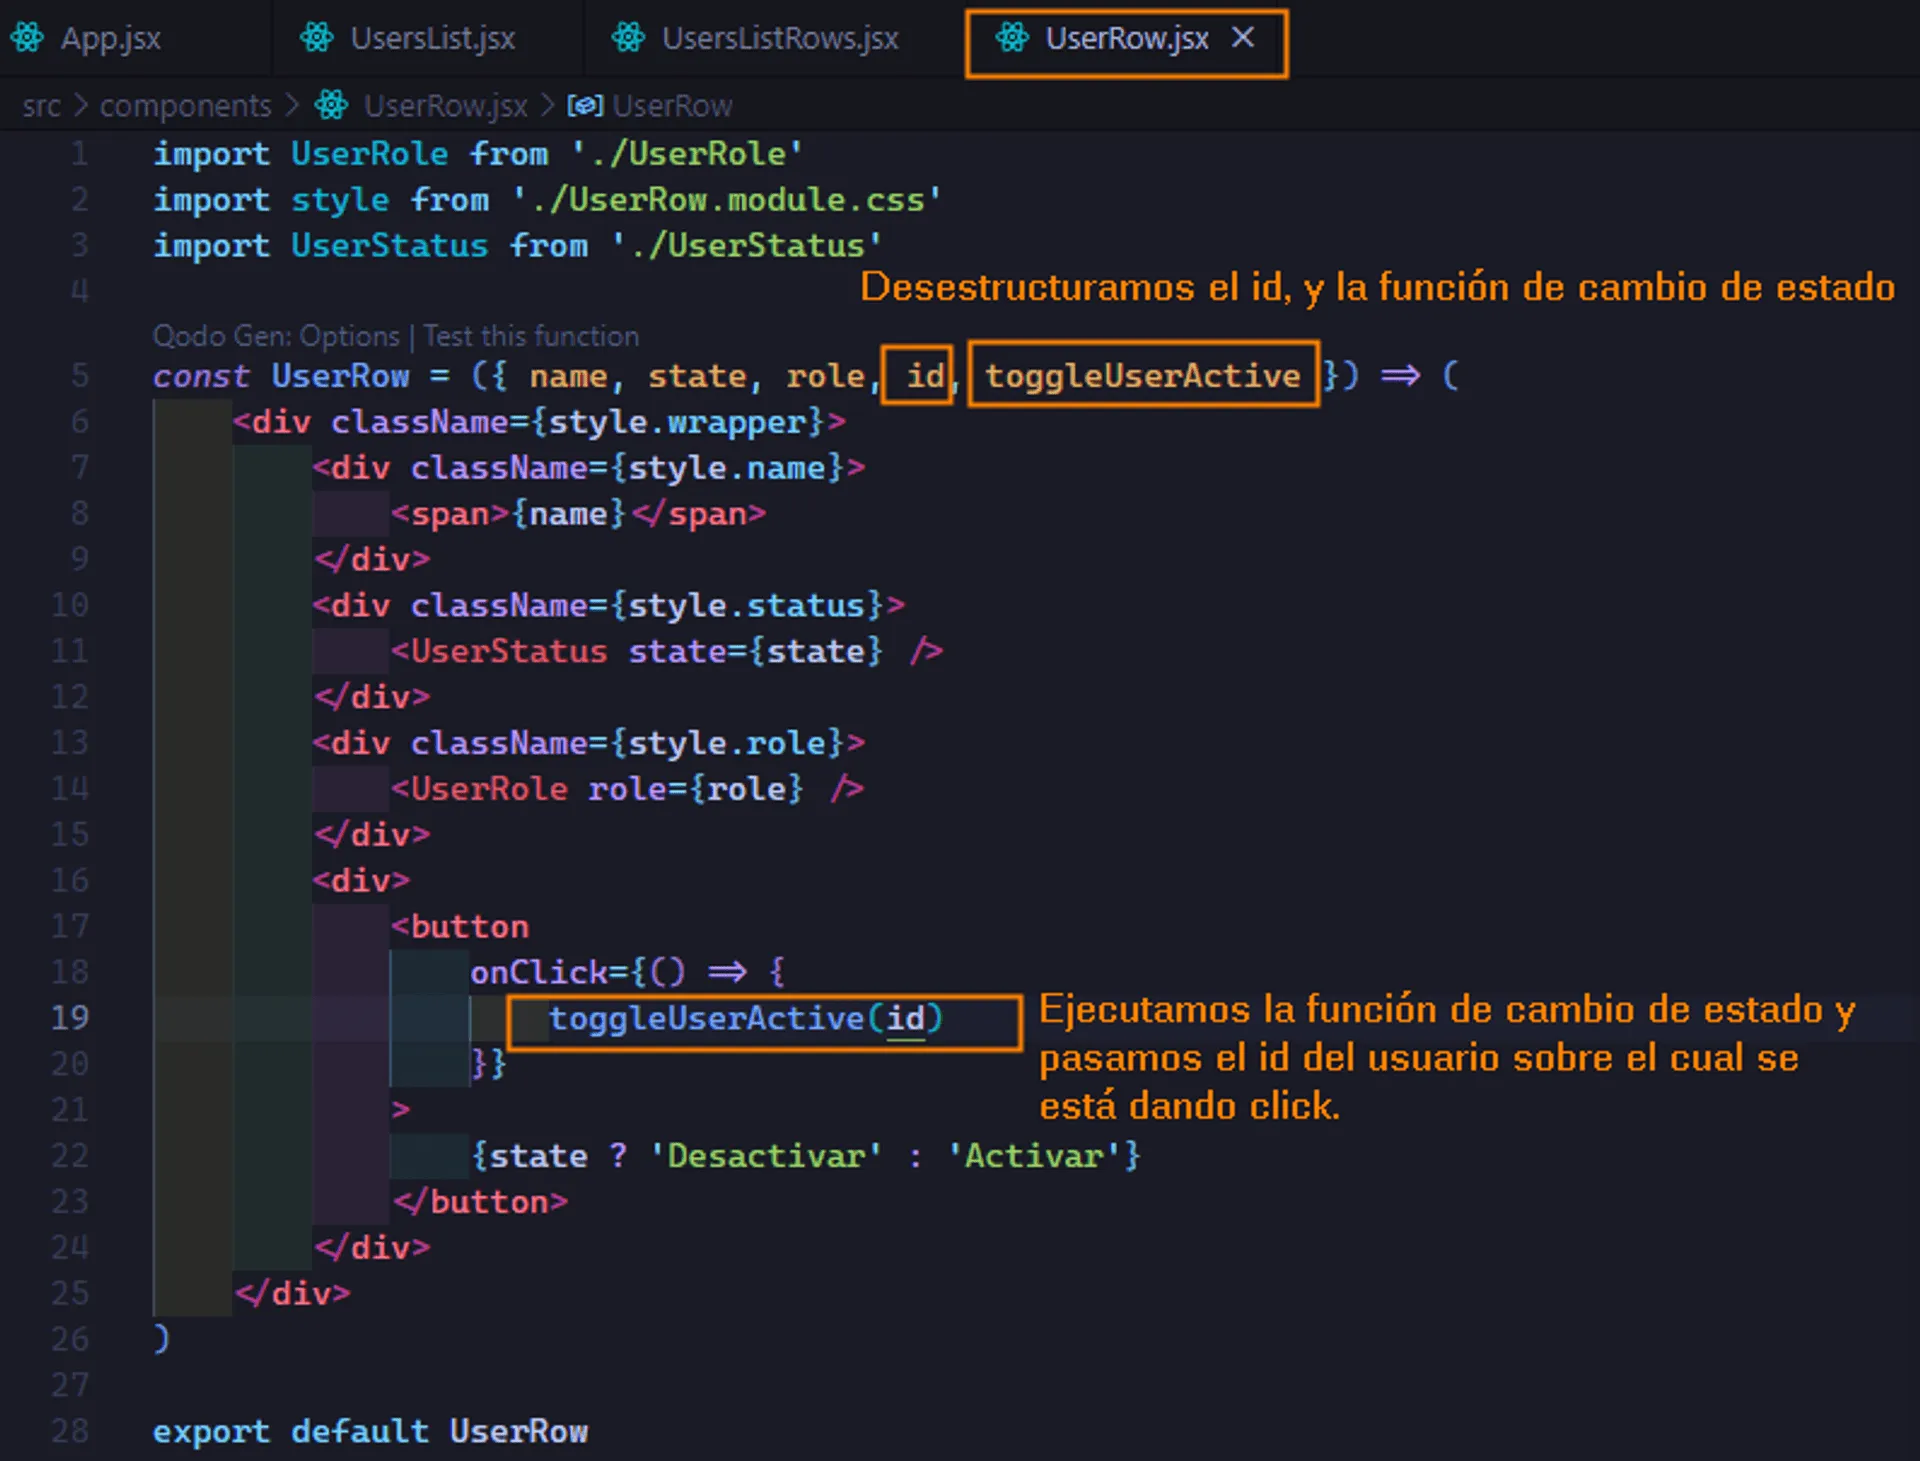 App.jsx
UsersList.jsx
UsersListRows.jsx
UserRow.jsx ×
src > components > UserRow.jsx > UserRow
1 import UserRole from './UserRole'
2 import style from './UserRow.module.css'
3 import UserStatus from './UserStatus'
4
Desestructuramos el id, y la función de cambio de estado
Qodo Gen: Options | Test this function
5 const UserRow = ({ name, state, role, id, toggleUserActive }) => (
6 <div className={style.wrapper}>
7 <div className={style.name}>
8 <span>{name}</span>
9 </div>
10 <div className={style.status}>
11 <UserStatus state={state} />
12 </div>
13 <div className={style.role}>
14 <UserRole role={role} />
15 </div>
16 <div>
17 <button
18 onClick={() => {
19 toggleUserActive(id)
Ejecutamos la función de cambio de estado y
pasamos el id del usuario sobre el cual se
está dando click.
20 }}
21 >
22 {state ? 'Desactivar' : 'Activar'}
23 </button>
24 </div>
25 </div>
26 )
27
28 export default UserRow